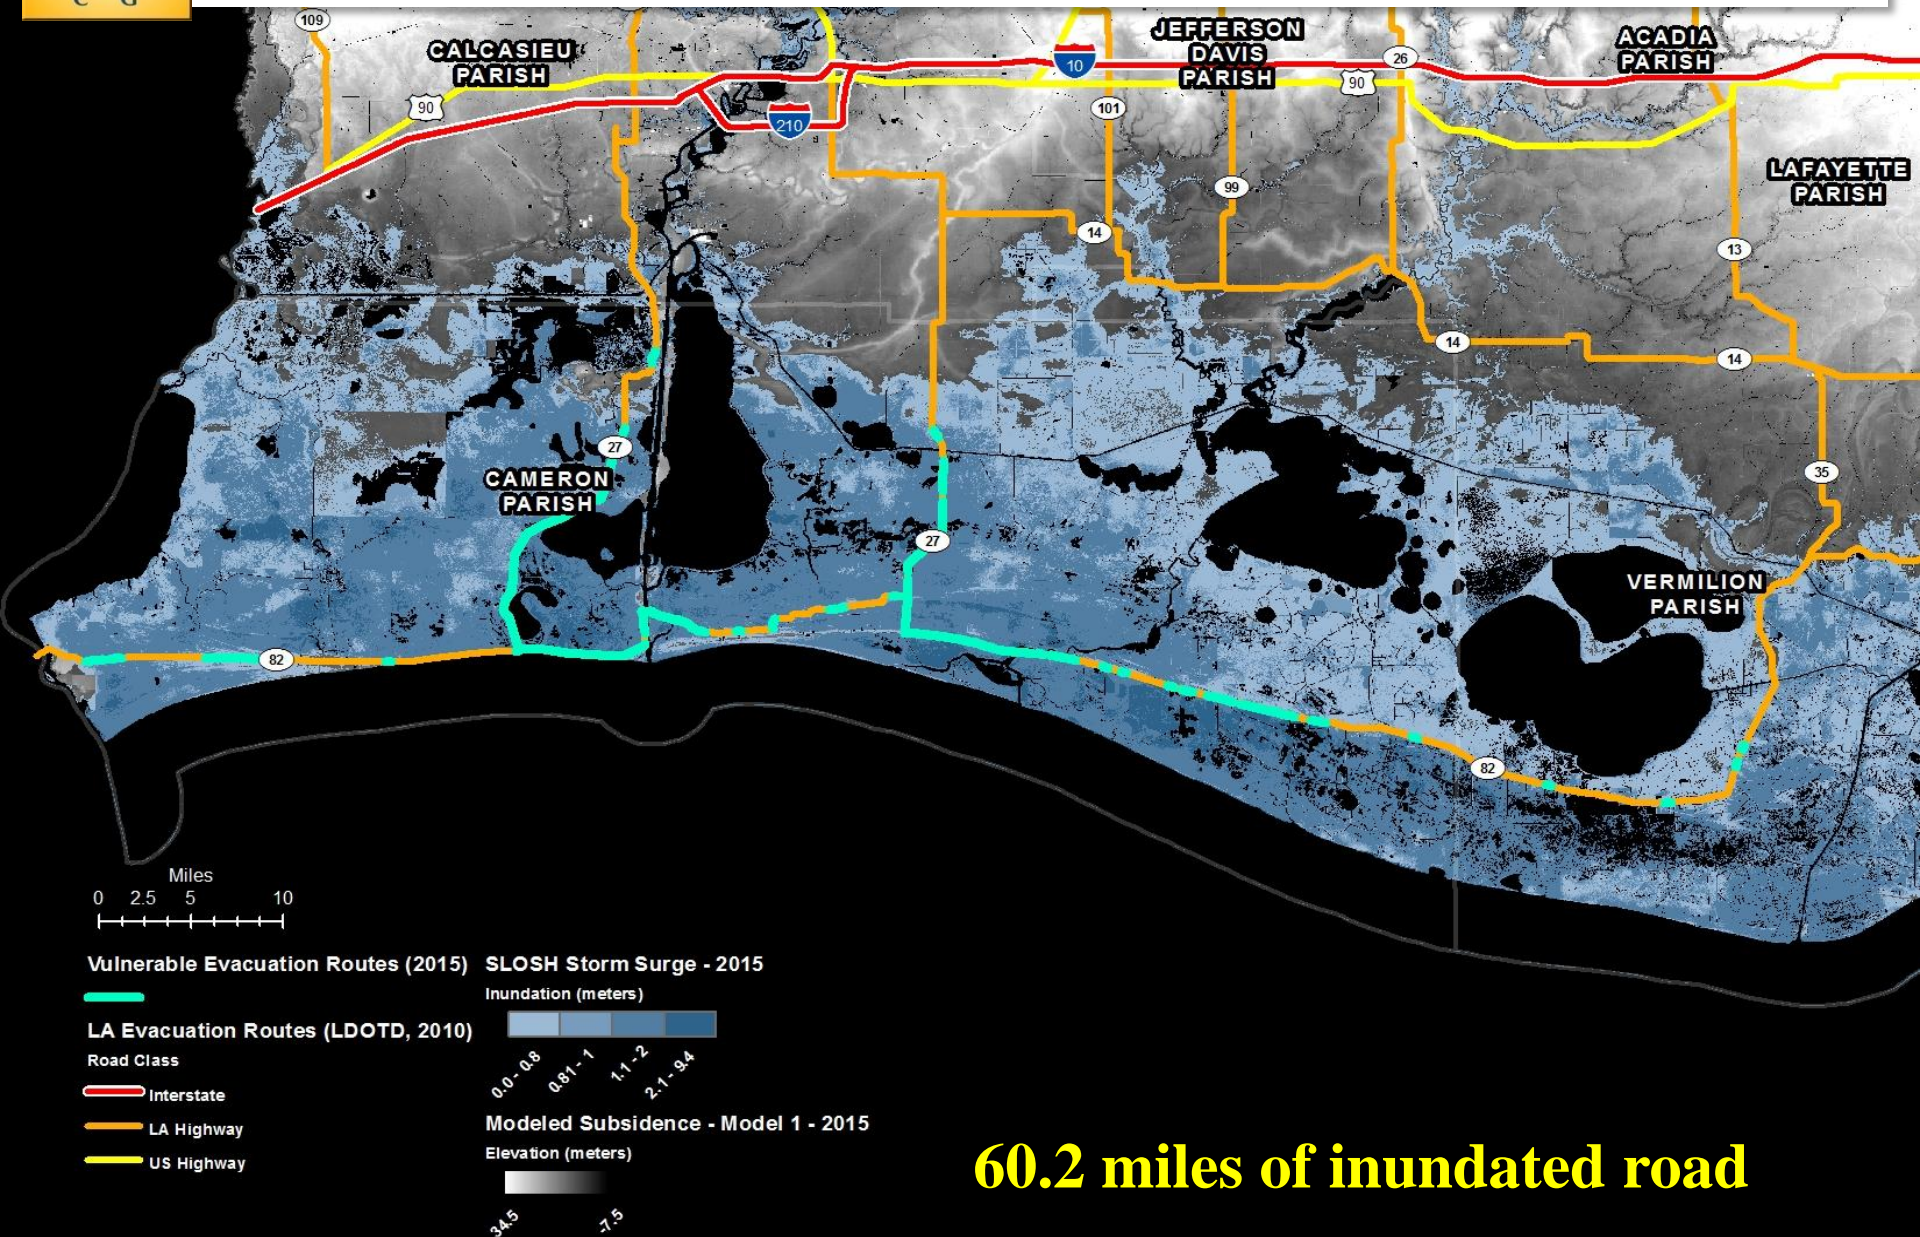 C G
109
CALCASIEU
PARISH
JEFFERSON
DAVIS
PARISH
ACADIA
PARISH
10
26
90
90
101
210
LAFAYETTE
PARISH
99
14
13
14
14
27
35
CAMERON
PARISH
27
VERMILION
PARISH
82
82
Miles
0 2.5 5 10
Vulnerable Evacuation Routes (2015)
LA Evacuation Routes (LDOTD, 2010)
Road Class
Interstate
LA Highway
US Highway
SLOSH Storm Surge - 2015
Inundation (meters)
0.0 - 0.8
0.81 - 1
1.1 - 2
2.1 - 9.4
Modeled Subsidence - Model 1 - 2015
Elevation (meters)
34.5
-7.5
60.2 miles of inundated road